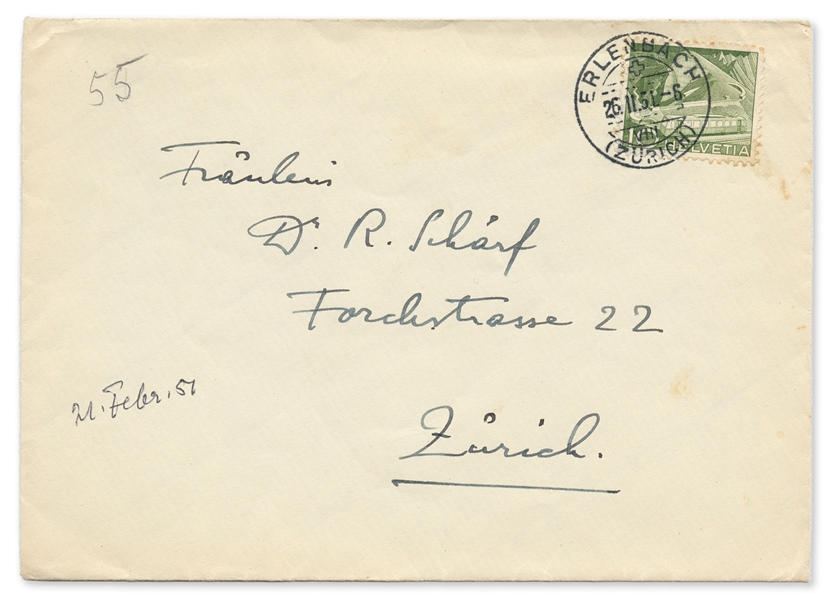 55
ERLENBACH
26.II.51.-6
(ZÜRICH)
HELVETIA
Fräulein
Dr. R. Schärf
Forchstrasse 22
21. Febr. 51
Zürich.